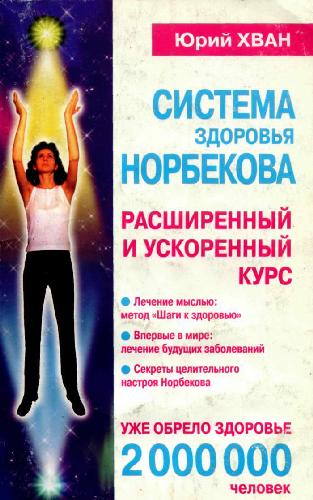 Юрий ХВАН
СИСТЕМА
ЗДОРОВЬЯ
НОРБЕКОВА
РАСШИРЕННЫЙ
И УСКОРЕННЫЙ
КУРС
Лечение мыслью:
метод «Шаги к здоровью»
Впервые в мире:
лечение будущих заболеваний
Секреты целительного
настроя Норбекова
УЖЕ ОБРЕЛО ЗДОРОВЬЕ
2 000 000
человек